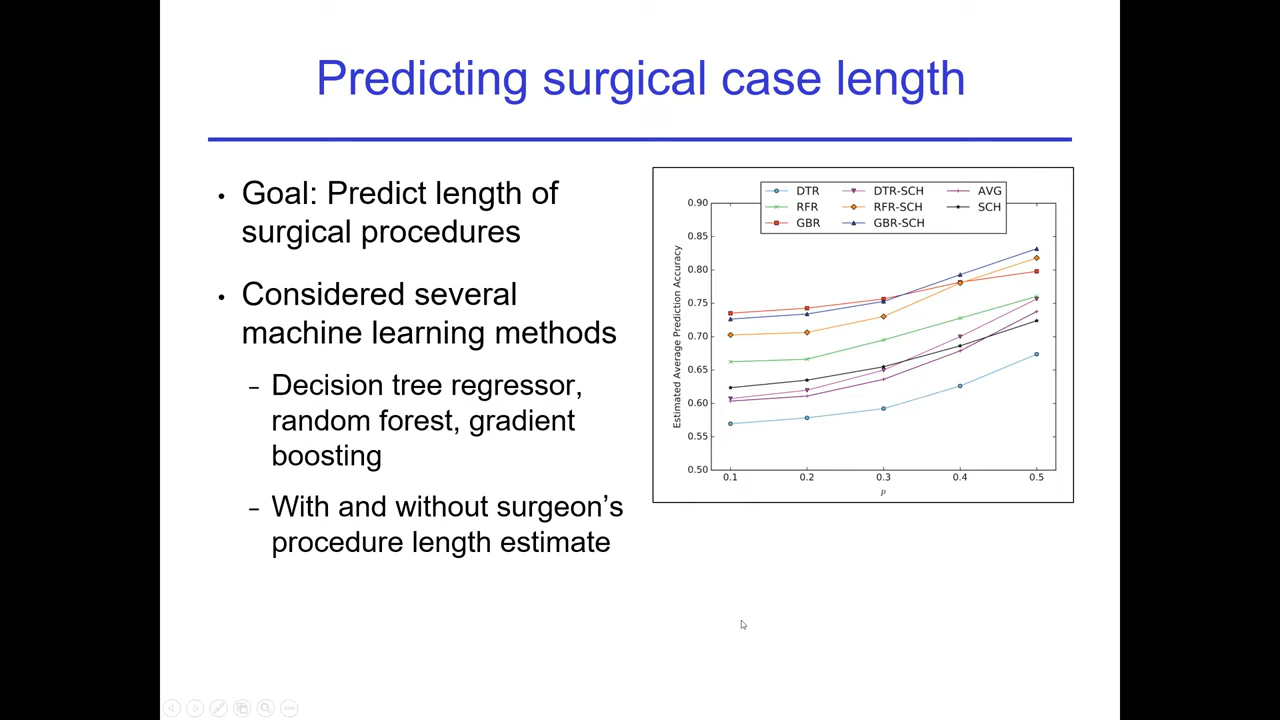 Predicting surgical case length
• Goal: Predict length of
surgical procedures
• Considered several
machine learning methods
– Decision tree regressor,
random forest, gradient
boosting
– With and without surgeon’s
procedure length estimate
DTR DTR-SCH AVG
RFR RFR-SCH SCH
GBR GBR-SCH
Estimated Average Prediction Accuracy
0.90
0.85
0.80
0.75
0.70
0.65
0.60
0.55
0.50
0.1 0.2 0.3 0.4 0.5
p